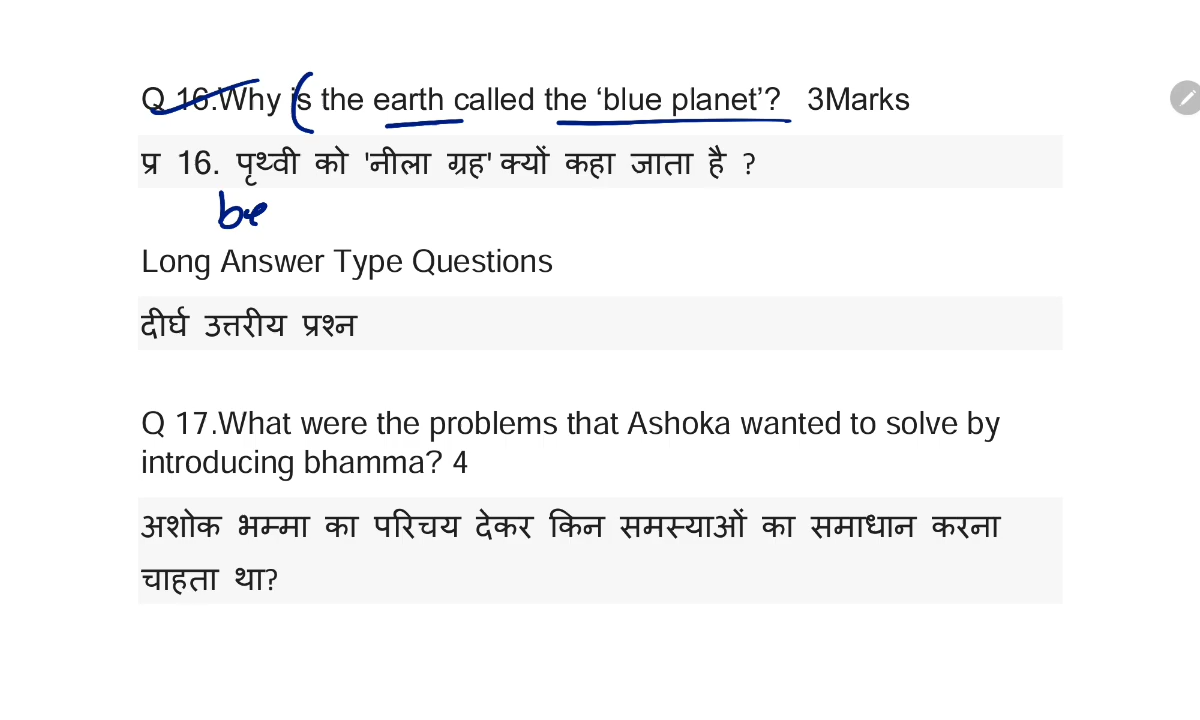 Q 16.Why is the earth called the ‘blue planet’? 3Marks
प्र 16. पृथ्वी को 'नीला ग्रह' क्यों कहा जाता है ?
be
Long Answer Type Questions
दीर्घ उत्तरीय प्रश्न
Q 17.What were the problems that Ashoka wanted to solve by
introducing bhamma? 4
अशोक भम्मा का परिचय देकर किन समस्याओं का समाधान करना
चाहता था?